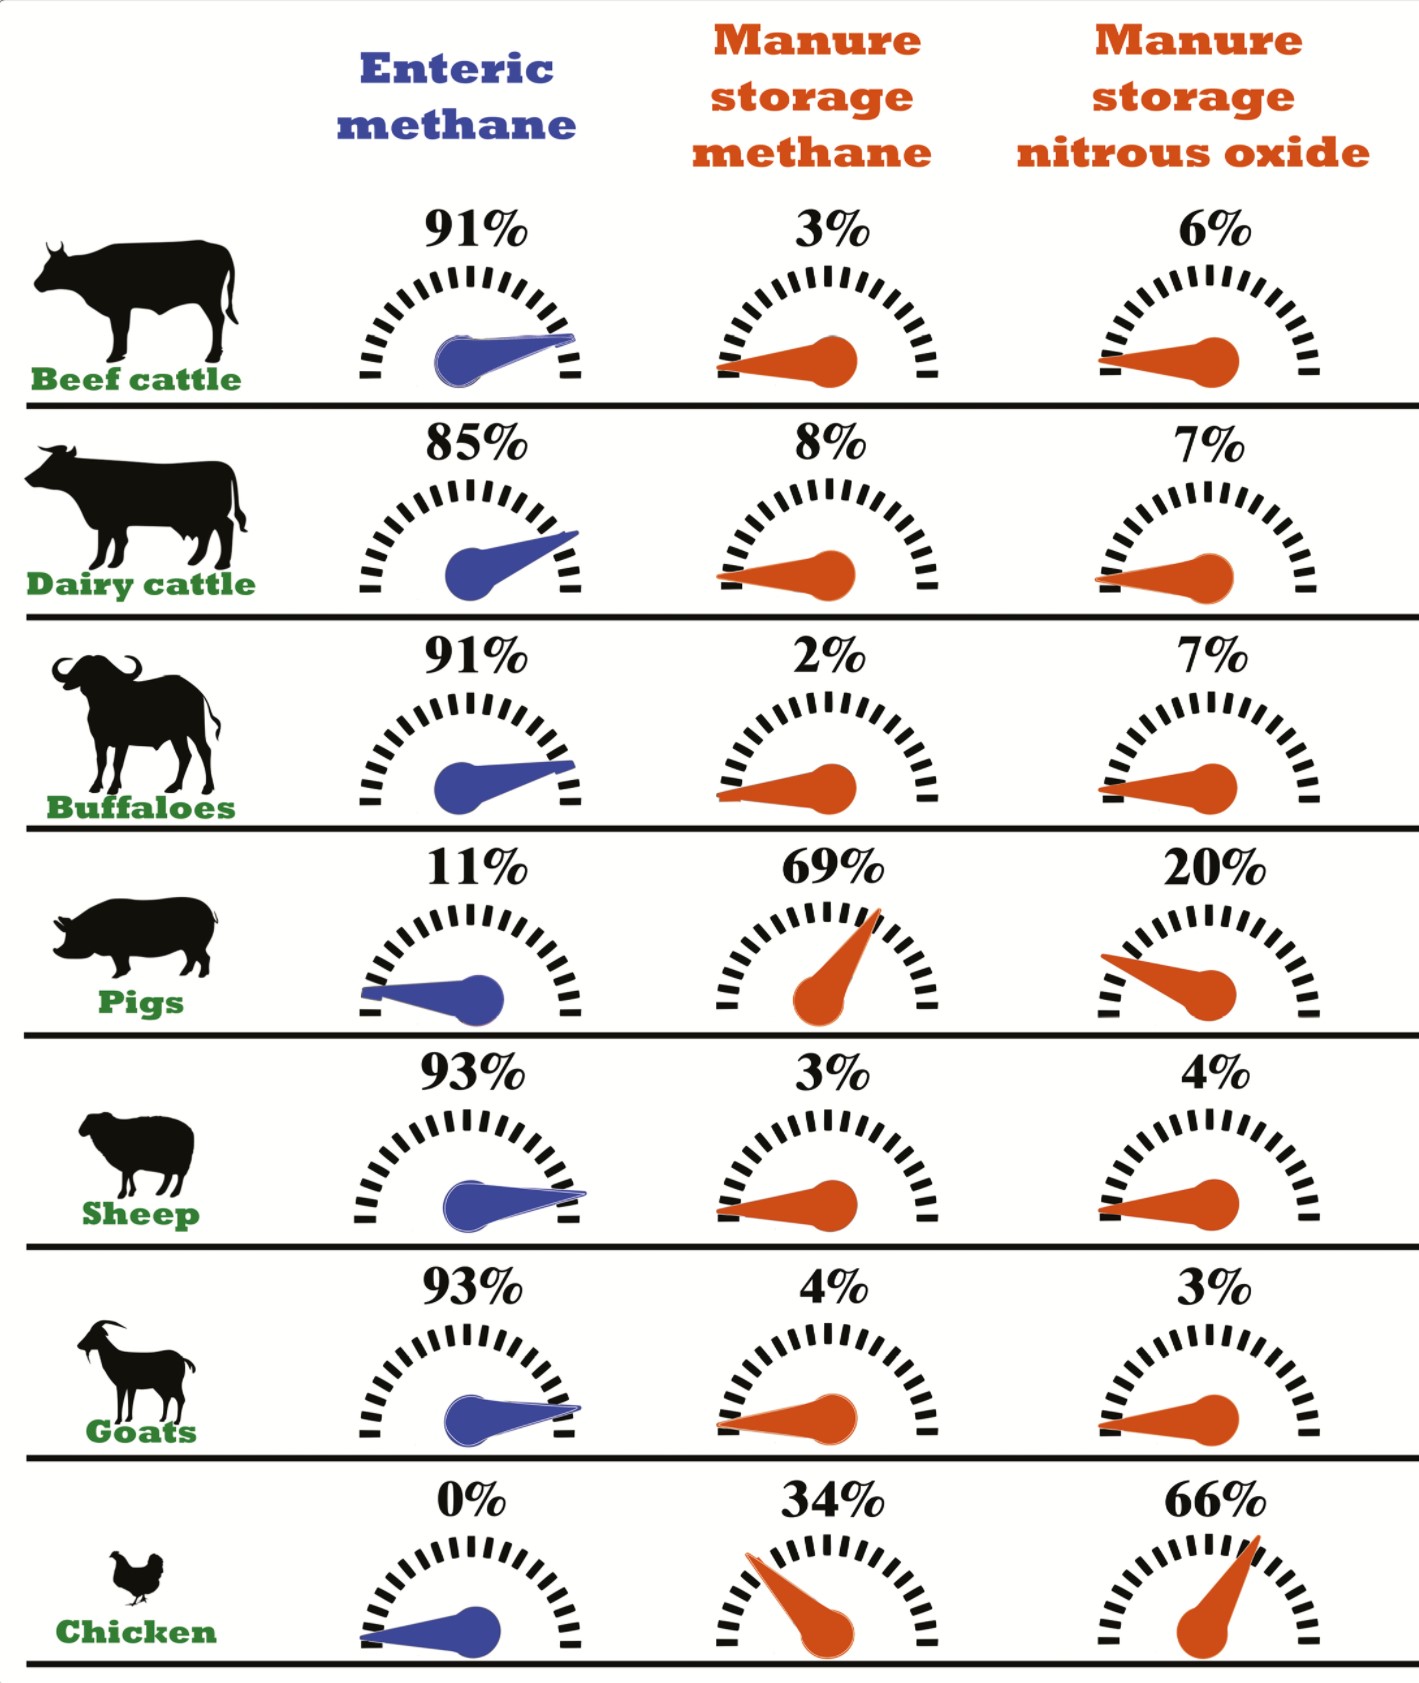 Enteric
methane
Manure
storage
methane
Manure
storage
nitrous oxide
91%
3%
6%
Beef cattle
85%
8%
7%
Dairy cattle
91%
2%
7%
Buffaloes
11%
69%
20%
Pigs
93%
3%
4%
Sheep
93%
4%
3%
Goats
0%
34%
66%
Chicken